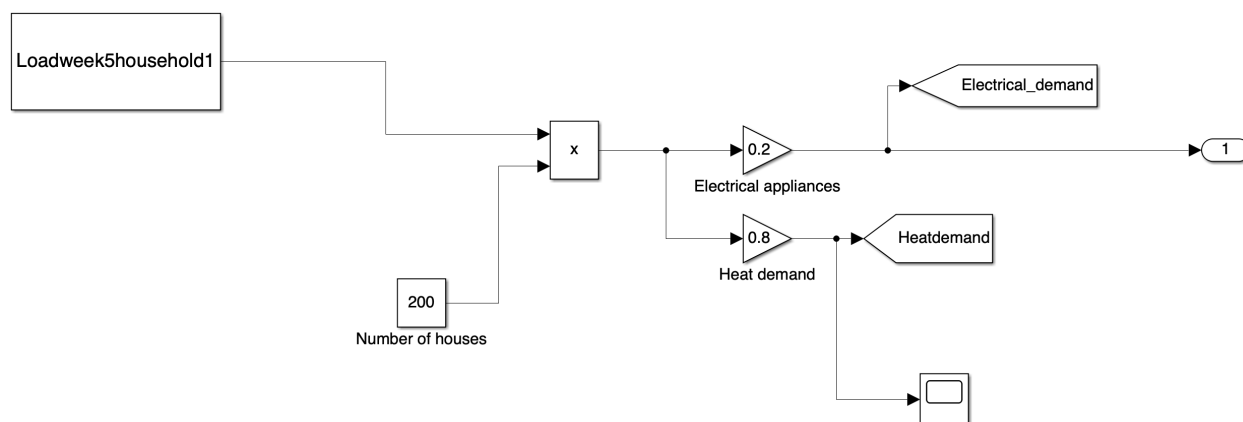 Loadweek5household1
Electrical_demand
x
0.2
1
Electrical appliances
0.8
Heatdemand
Heat demand
200
Number of houses